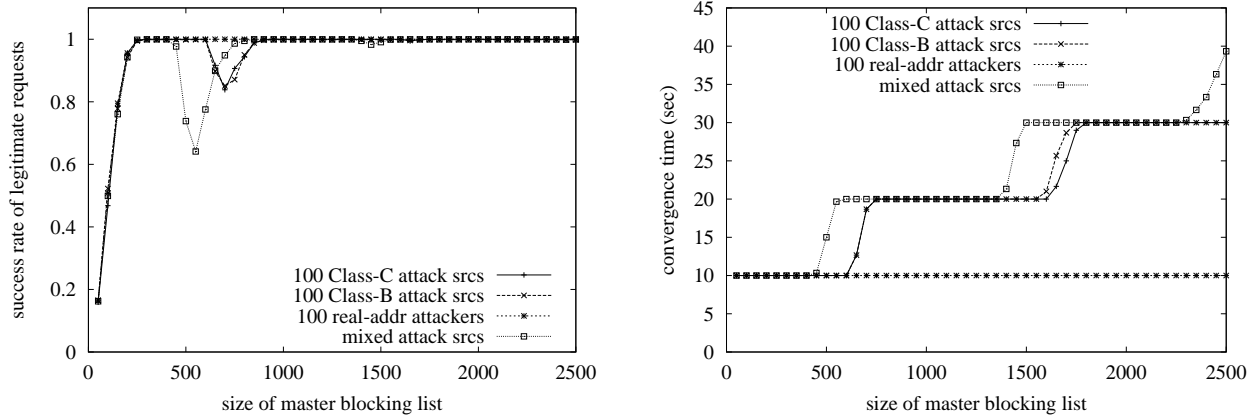 success rate of legitimate requests
1
0.8
0.6
0.4
0.2
0
0 500 1000 1500 2000 2500
size of master blocking list
100 Class-C attack srcs
100 Class-B attack srcs
100 real-addr attackers
mixed attack srcs
convergence time (sec)
45
40
35
30
25
20
15
10
5
0
0 500 1000 1500 2000 2500
size of master blocking list
100 Class-C attack srcs
100 Class-B attack srcs
100 real-addr attackers
mixed attack srcs